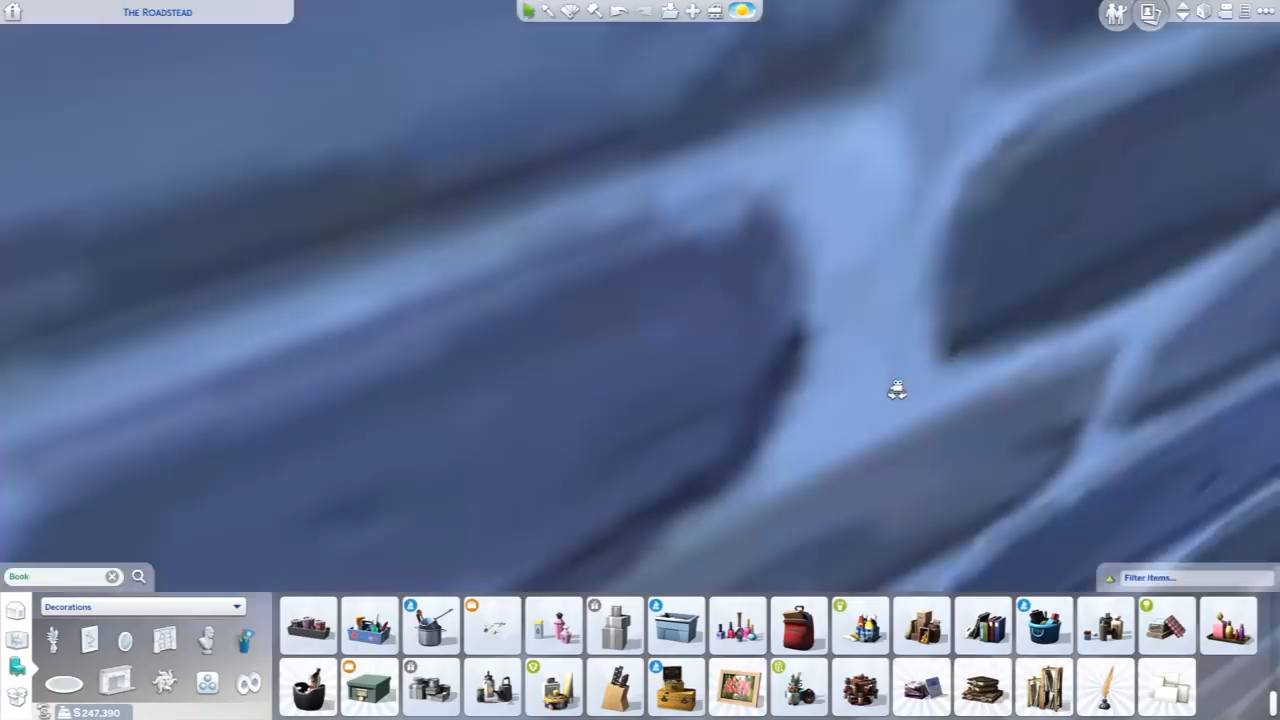 THE ROADSTEAD
Book
Filter Items...
Decorations
§247,390